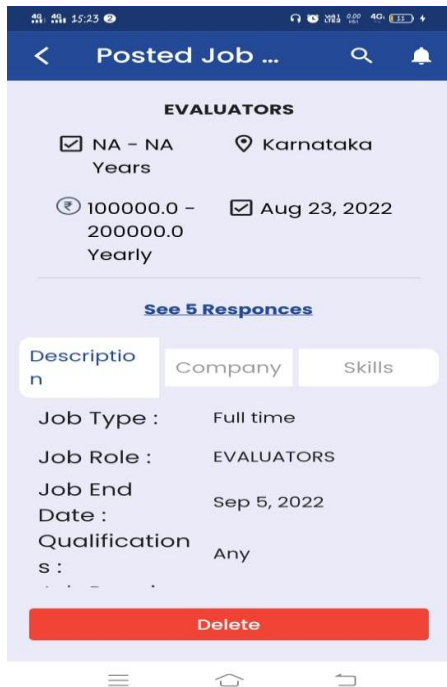 15:23 2
Posted Job ...
EVALUATORS
NA - NA Years
Karnataka
100000.0 - 200000.0 Yearly
Aug 23, 2022
See 5 Responces
Descriptio
n
Company
Skills
Job Type :
Full time
Job Role :
EVALUATORS
Job End
Date :
Sep 5, 2022
Qualification
s :
Any
Delete